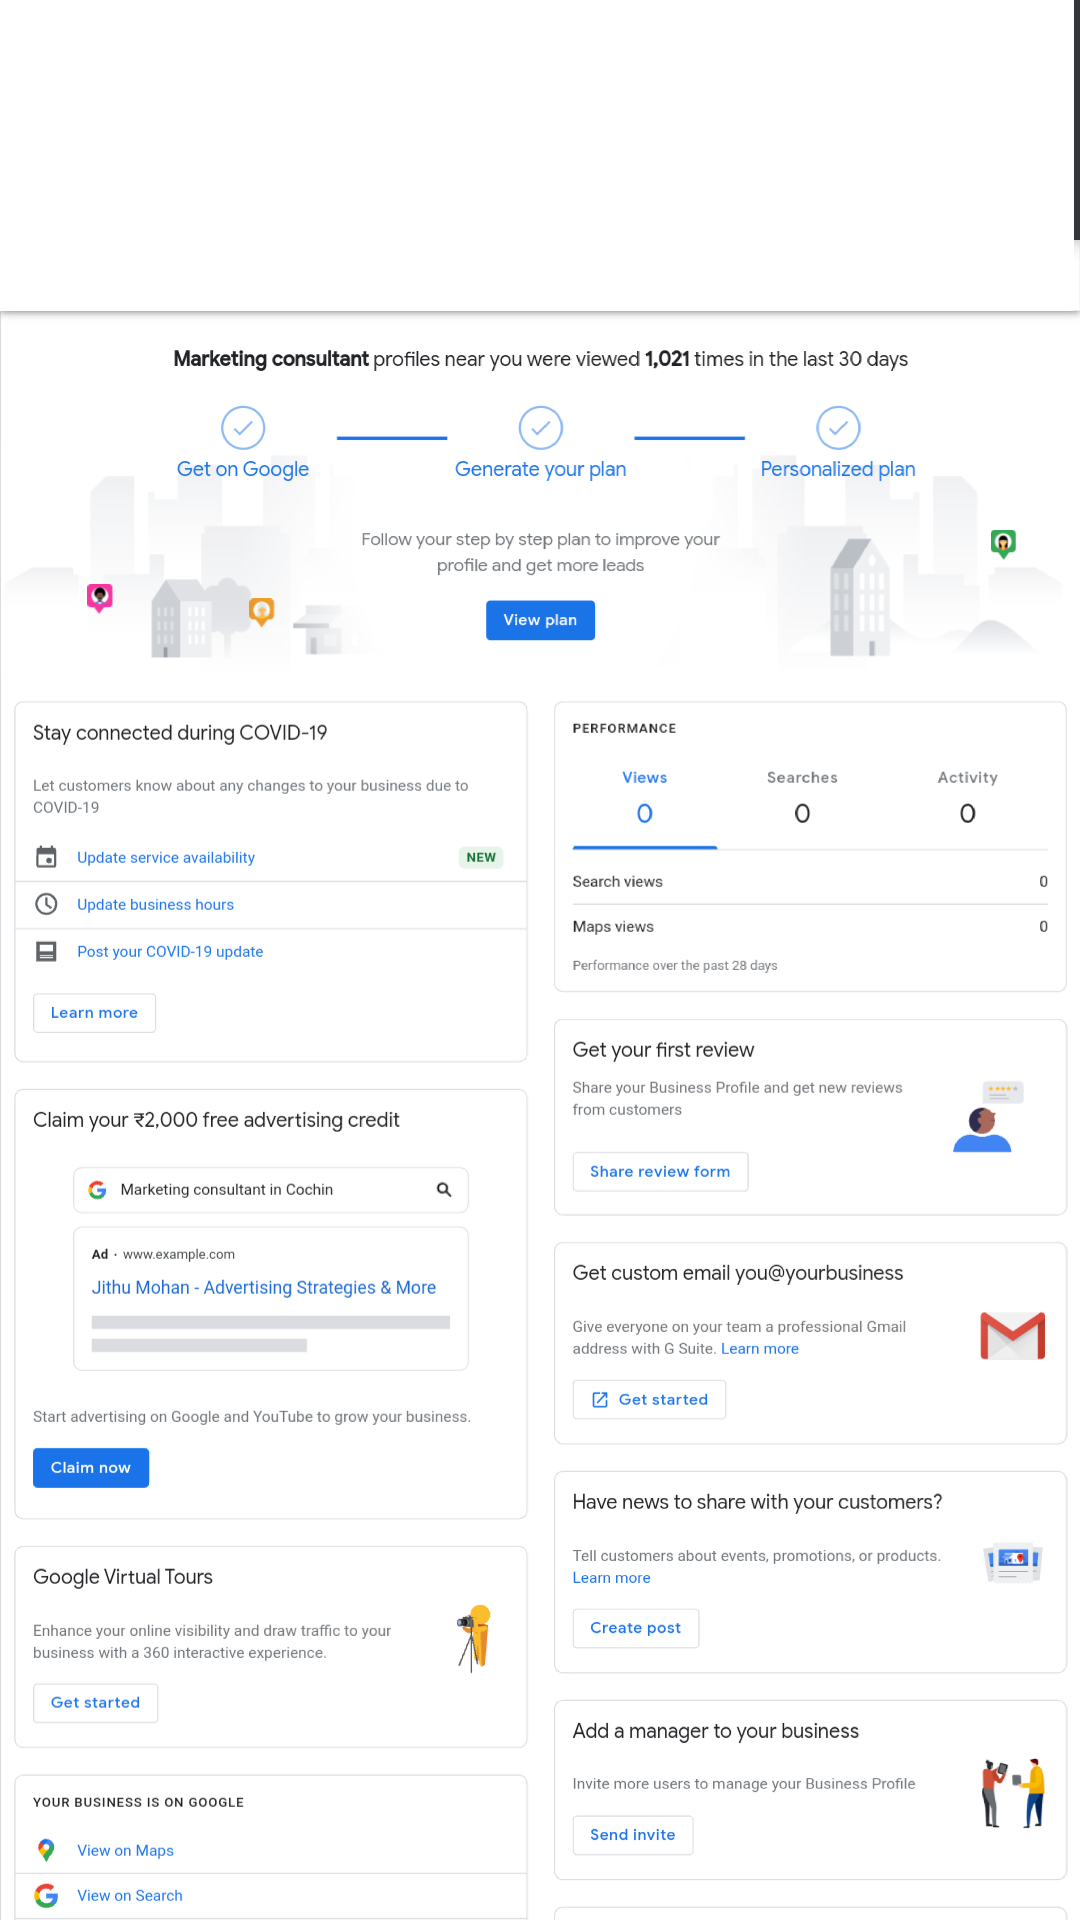 Marketing consultant profiles near you were viewed 1,021 times in the last 30 days
Get on Google
Generate your plan
Personalized plan
Follow your step by step plan to improve your
profile and get more leads
View plan
Stay connected during COVID-19
Let customers know about any changes to your business due to
COVID-19
Update service availability
NEW
Update business hours
Post your COVID-19 update
Learn more
Claim your ₹2,000 free advertising credit
Marketing consultant in Cochin
Ad · www.example.com
Jithu Mohan - Advertising Strategies & More
Start advertising on Google and YouTube to grow your business.
Claim now
Google Virtual Tours
Enhance your online visibility and draw traffic to your
business with a 360 interactive experience.
Get started
YOUR BUSINESS IS ON GOOGLE
View on Maps
View on Search
PERFORMANCE
Views
Searches
Activity
0
0
0
Search views 0
Maps views 0
Performance over the past 28 days
Get your first review
Share your Business Profile and get new reviews
from customers
Share review form
Get custom email you@yourbusiness
Give everyone on your team a professional Gmail
address with G Suite. Learn more
Get started
Have news to share with your customers?
Tell customers about events, promotions, or products.
Learn more
Create post
Add a manager to your business
Invite more users to manage your Business Profile
Send invite